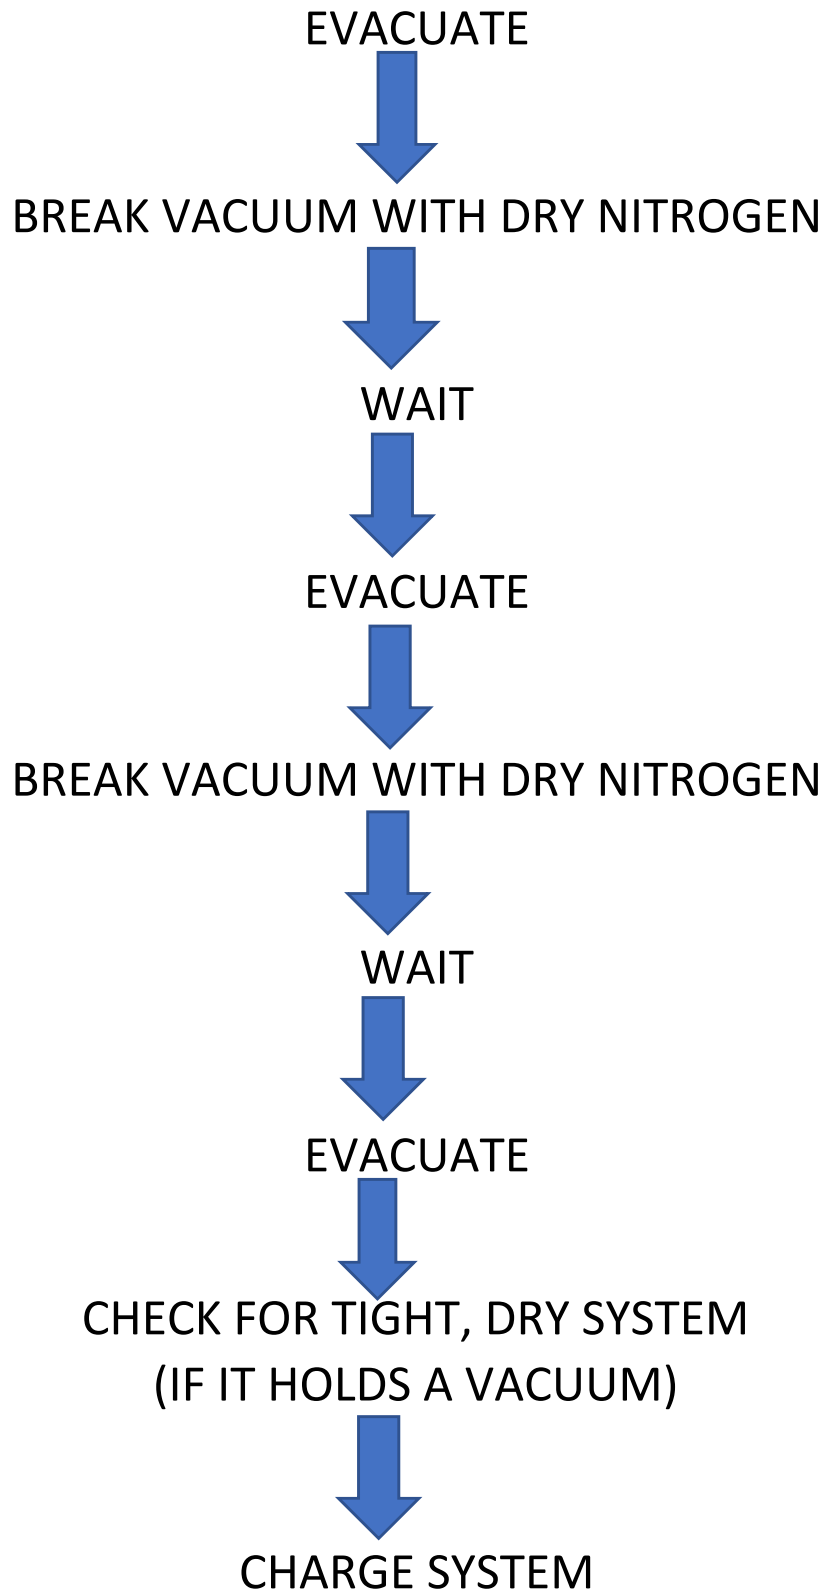 EVACUATE
BREAK VACUUM WITH DRY NITROGEN
WAIT
EVACUATE
BREAK VACUUM WITH DRY NITROGEN
WAIT
EVACUATE
CHECK FOR TIGHT, DRY SYSTEM
(IF IT HOLDS A VACUUM)
CHARGE SYSTEM